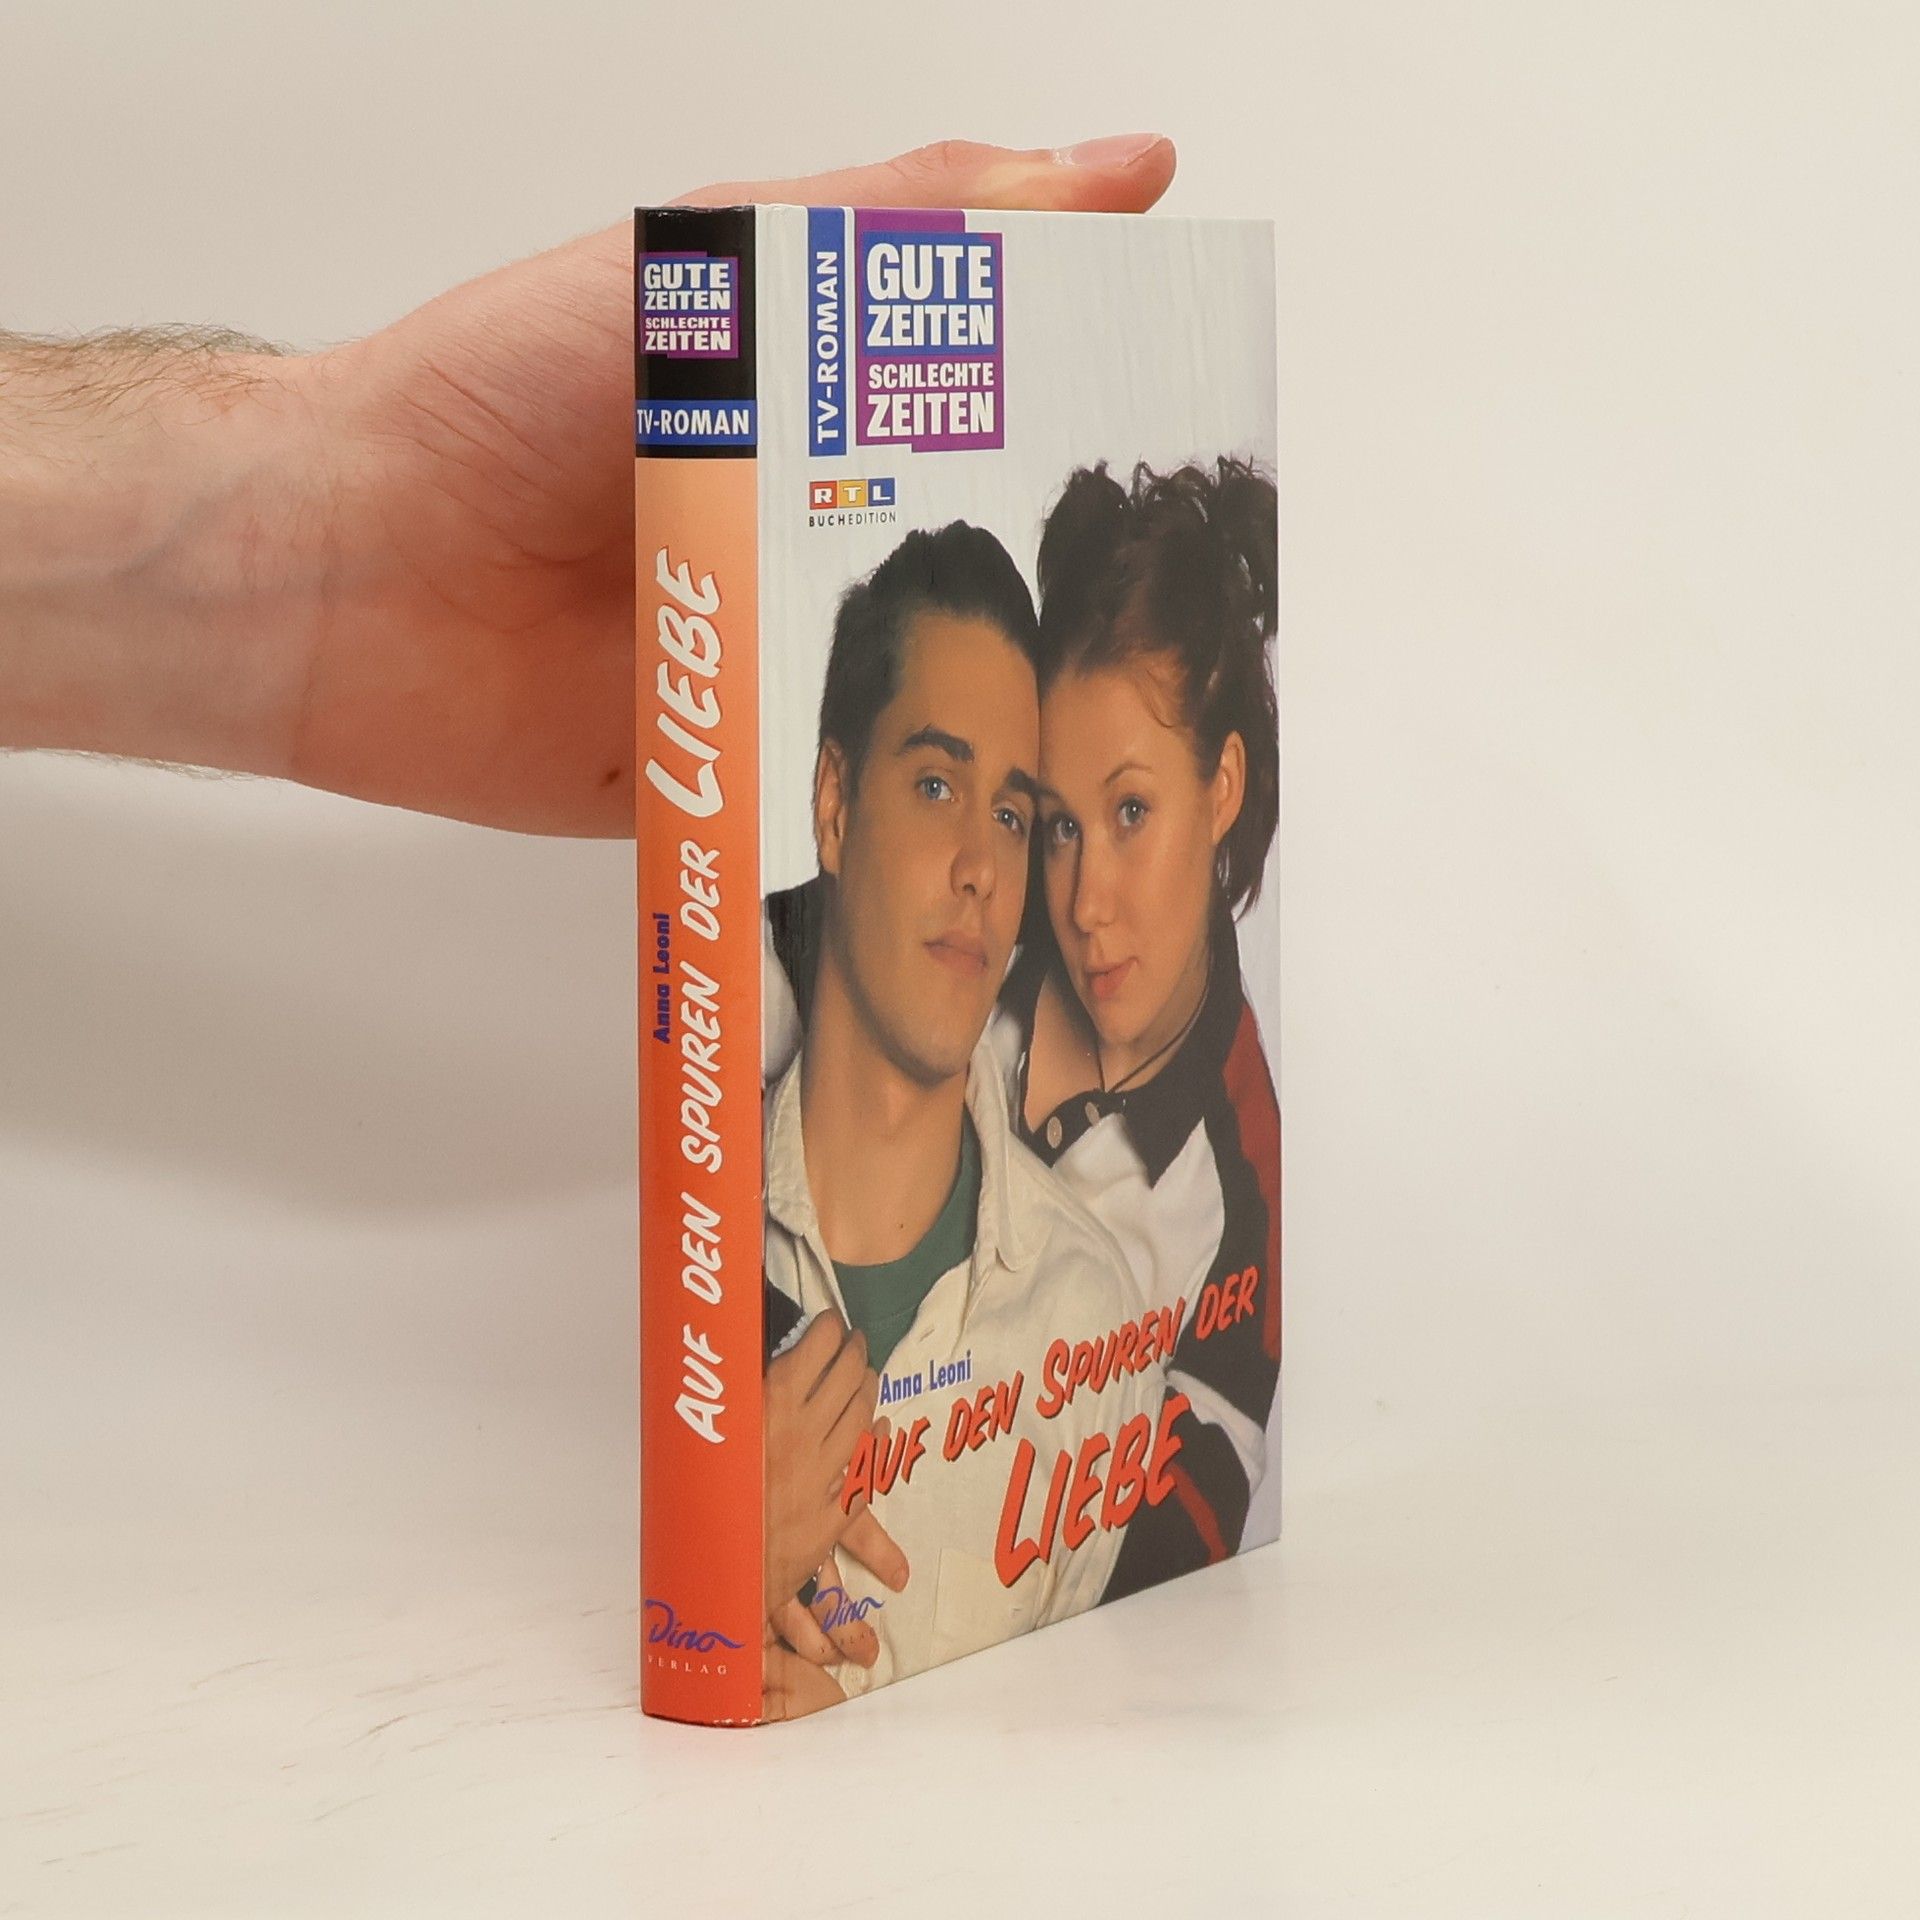 GUTE
ZEITEN
SCHLECHTE
ZEITEN
TV-ROMAN
Anna Leoni
AUF DEN SPUREN DER LIEBE
Dino
VERLAG
TV-ROMAN
GUTE
ZEITEN
SCHLECHTE
ZEITEN
RTL
BUCHEDITION
Anna Leoni
AUF DEN SPUREN DER
LIEBE
Dino
VERLAG